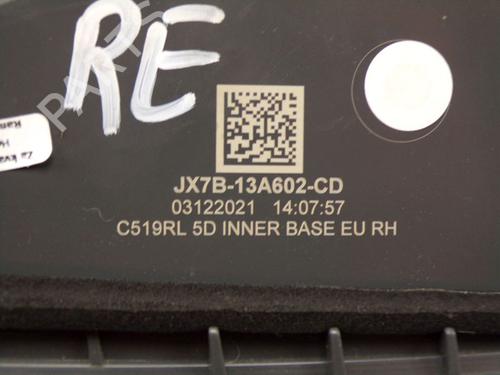 RE
JX7B-13A602-CD
03122021 14:07:57
C519RL 5D INNER BASE EU RH